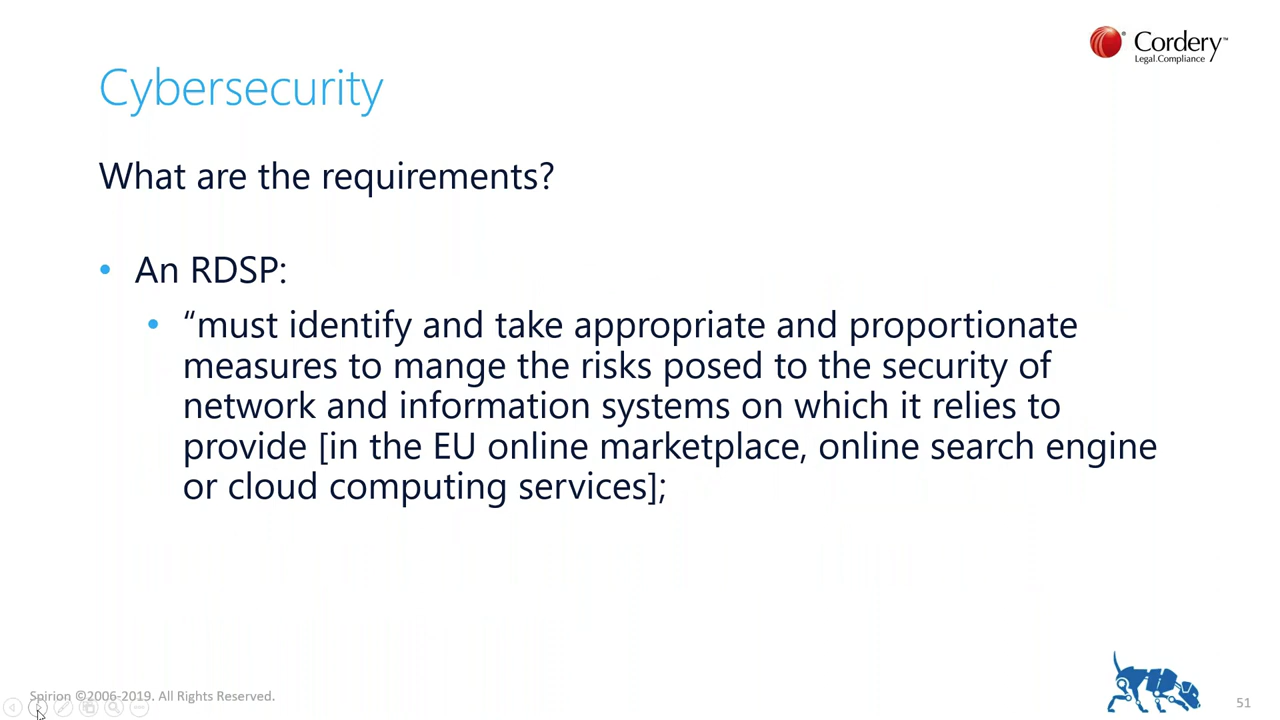 Cordery™
Legal.Compliance
Cybersecurity
What are the requirements?
• An RDSP:
• “must identify and take appropriate and proportionate
measures to mange the risks posed to the security of
network and information systems on which it relies to
provide [in the EU online marketplace, online search engine
or cloud computing services];
Spirion ©2006-2019. All Rights Reserved.
51